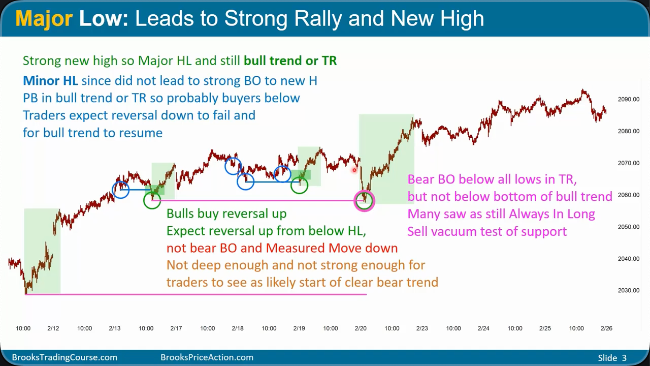 Major Low: Leads to Strong Rally and New High
Strong new high so Major HL and still bull trend or TR
Minor HL since did not lead to strong BO to new H
PB in bull trend or TR so probably buyers below
Traders expect reversal down to fail and
for bull trend to resume
Bear BO below all lows in TR,
but not below bottom of bull trend
Many saw as still Always In Long
Sell vacuum test of support
Bulls buy reversal up
Expect reversal up from below HL,
not bear BO and Measured Move down
Not deep enough and not strong enough for
traders to see as likely start of clear bear trend
2090.00
2080.00
2070.00
2060.00
2050.00
2040.00
2030.00
10:00 2/12 10:00 2/13 10:00 2/17 10:00 2/18 10:00 2/19 10:00 2/20 10:00 2/23 10:00 2/25 10:00 2/26
BrooksTradingCourse.com BrooksPriceAction.com Slide 3